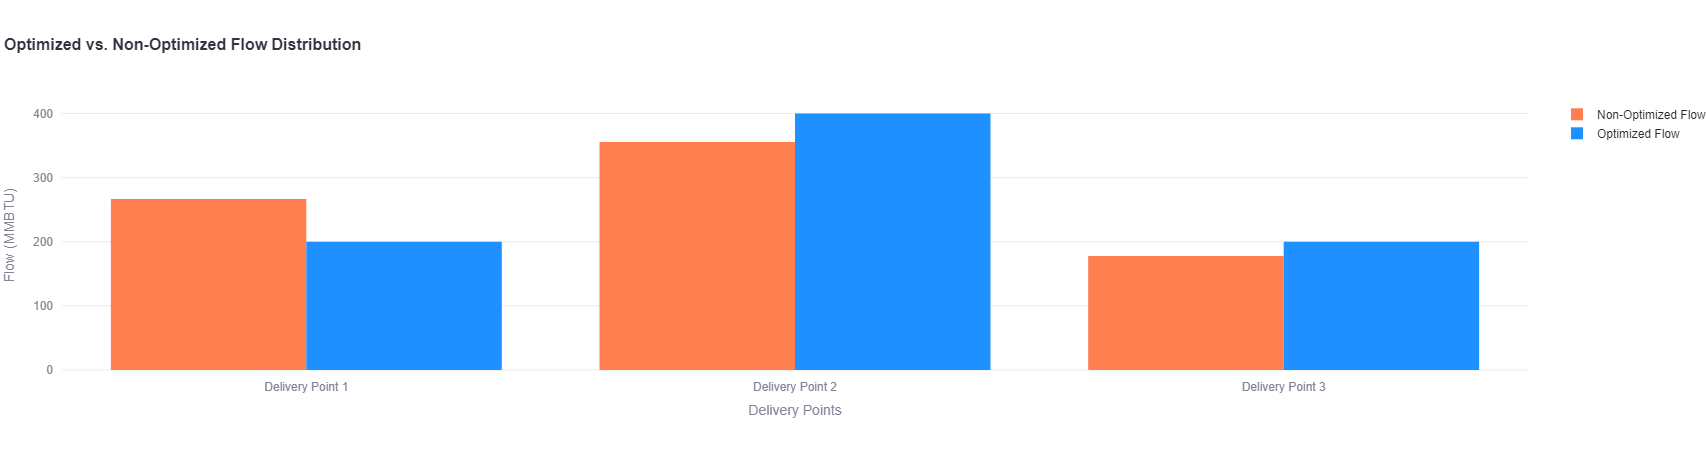 Optimized vs. Non-Optimized Flow Distribution
Non-Optimized Flow
Optimized Flow
Flow (MMBTU)
400
300
200
100
0
Delivery Point 1
Delivery Point 2
Delivery Point 3
Delivery Points